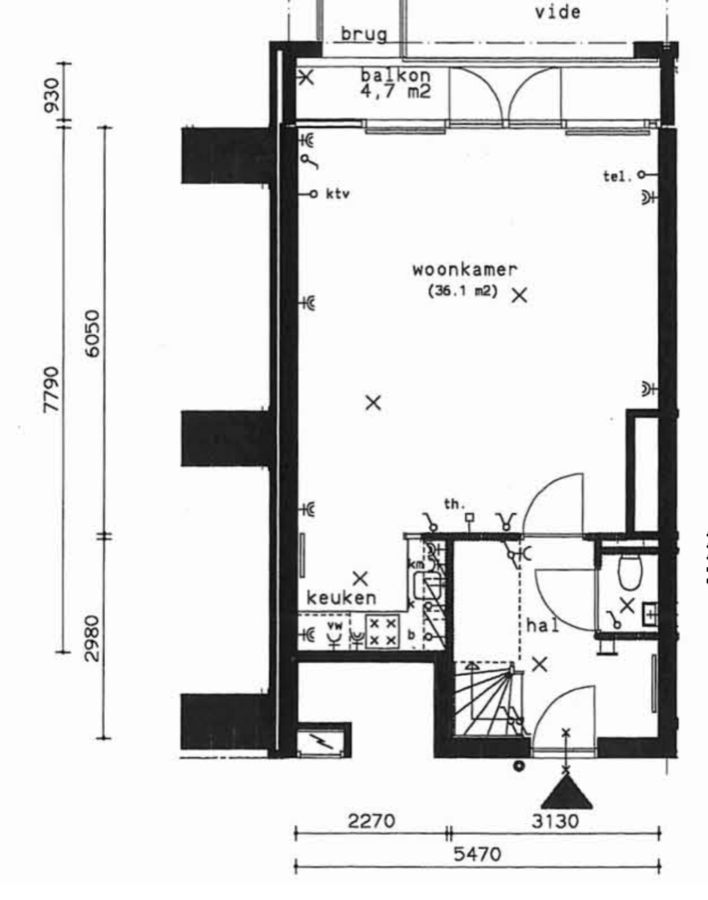 vide
brug
balkon
4,7 m2
930
ktv
tel.
woonkamer
(36.1 m2)
6050
7790
th.
km
keuken
k
vw
b
hal
2980
2270
3130
5470